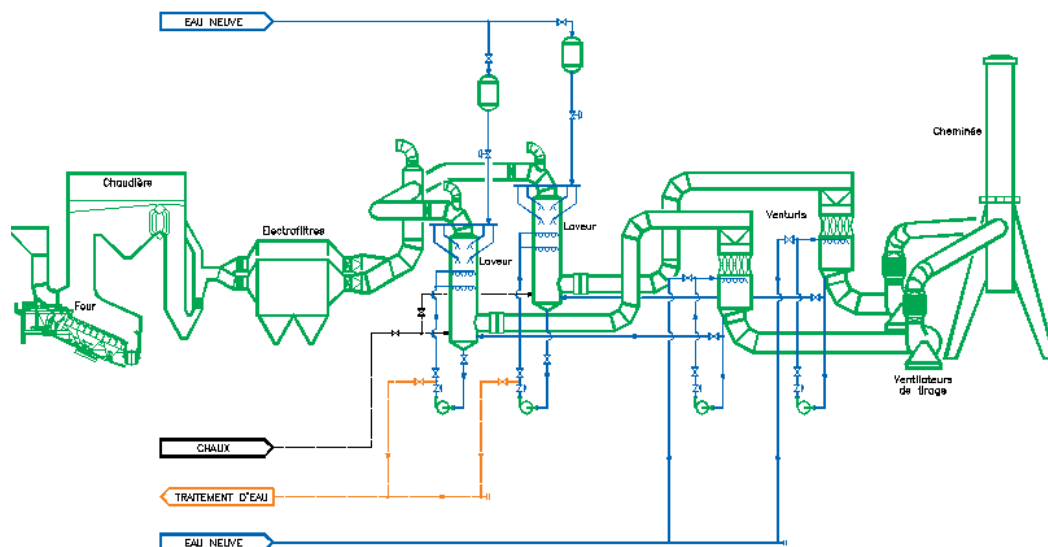 EAU NEUVE
Cheminée
Chaudière
Venturis
Laveur
Electrofiltres
Laveur
Four
Ventilateurs
de tirage
CHAUX
TRAITEMENT D'EAU
EAU NEUVE